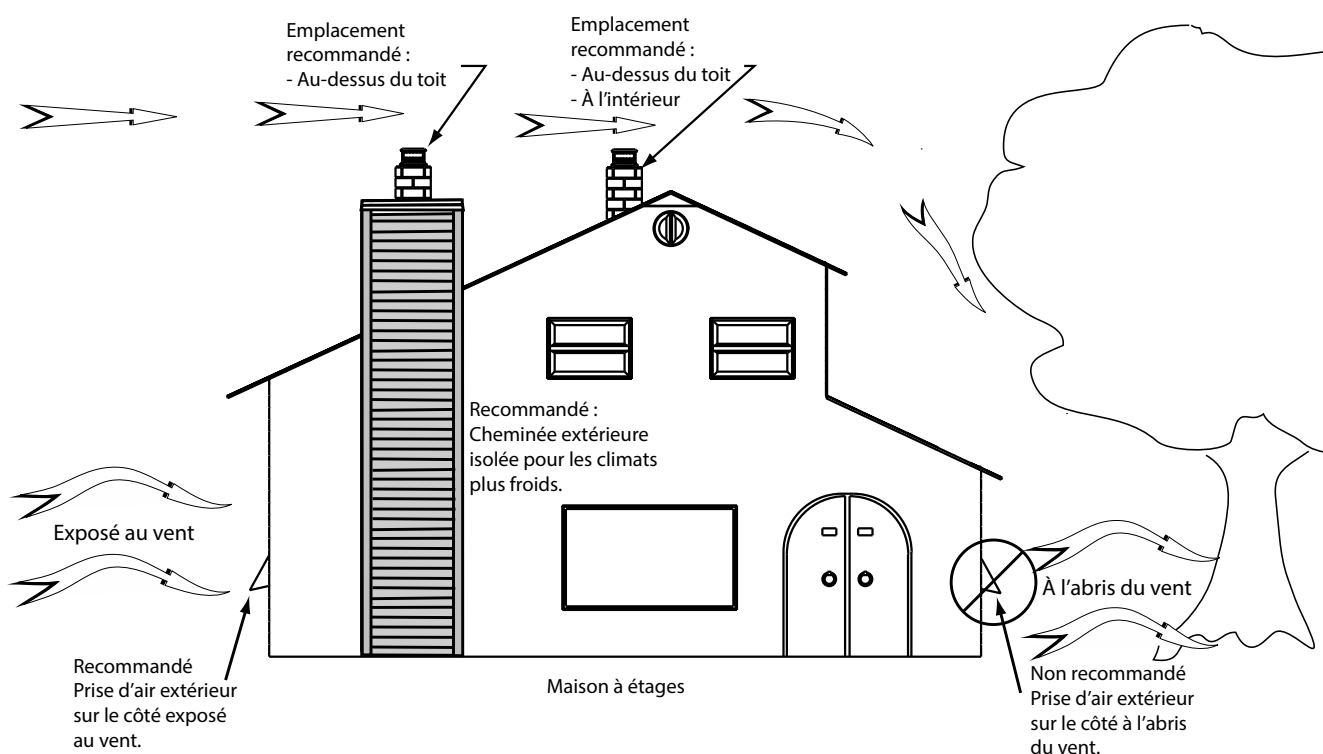 Emplacement
recommandé :
- Au-dessus du toit
Emplacement
recommandé :
- Au-dessus du toit
- À l’intérieur
Recommandé :
Cheminée extérieure
isolée pour les climats
plus froids.
Exposé au vent
À l’abris du vent
Recommandé
Prise d’air extérieur
sur le côté exposé
au vent.
Maison à étages
Non recommandé
Prise d’air extérieur
sur le côté à l’abris
du vent.